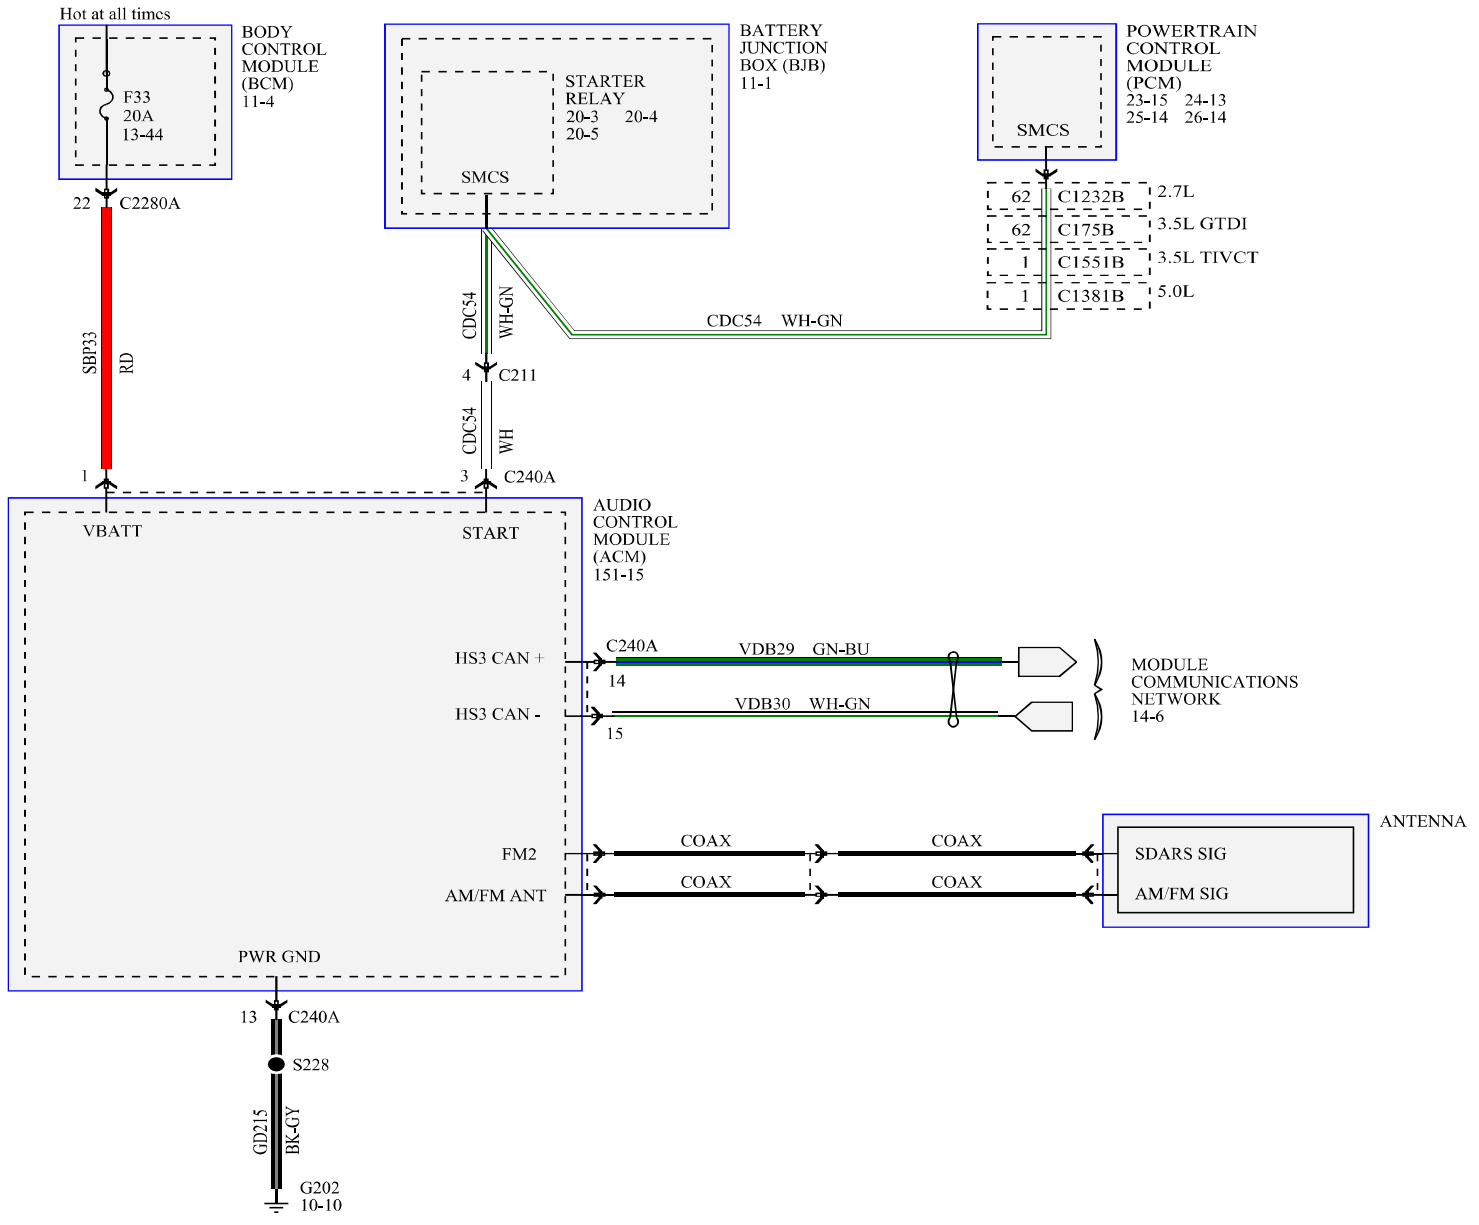 Hot at all times
BODY
CONTROL
MODULE
(BCM)
11-4
F33
20A
13-44
22
C2280A
SBP33
RD
1
BATTERY
JUNCTION
BOX (BJB)
11-1
STARTER
RELAY
20-3 20-4
20-5
SMCS
CDC54
WH-GN
4
C211
CDC54
WH
3
C240A
POWERTRAIN
CONTROL
MODULE
(PCM)
23-15 24-13
25-14 26-14
SMCS
62 C1232B 2.7L
62 C175B 3.5L GTDI
1 C1551B 3.5L TIVCT
1 C1381B 5.0L
CDC54 WH-GN
VBATT
START
AUDIO
CONTROL
MODULE
(ACM)
151-15
HS3 CAN +
C240A
14
VDB29 GN-BU
HS3 CAN -
15
VDB30 WH-GN
MODULE
COMMUNICATIONS
NETWORK
14-6
FM2
COAX
COAX
SDARS SIG
ANTENNA
AM/FM ANT
COAX
COAX
AM/FM SIG
PWR GND
13
C240A
S228
GD215
BK-GY
G202
10-10